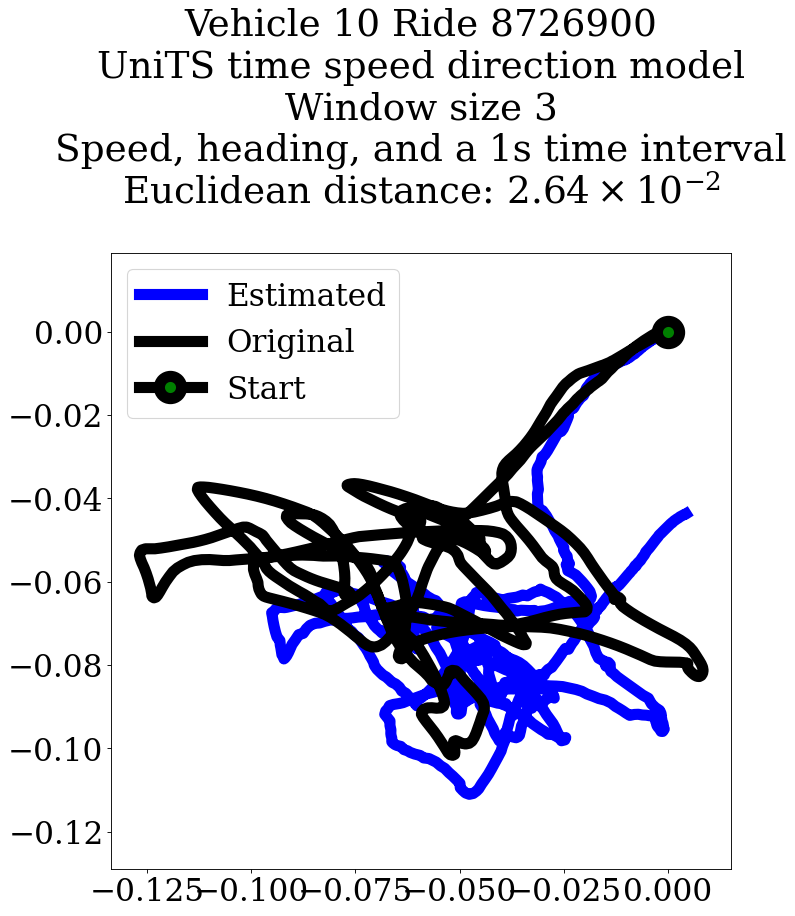 Vehicle 10 Ride 8726900
UniTS time speed direction model
Window size 3
Speed, heading, and a 1s time interval
Euclidean distance: 2.64 × 10⁻²
Estimated
Original
Start
0.00
−0.02
−0.04
−0.06
−0.08
−0.10
−0.12
−0.125 −0.100 −0.075 −0.050 −0.025 0.000